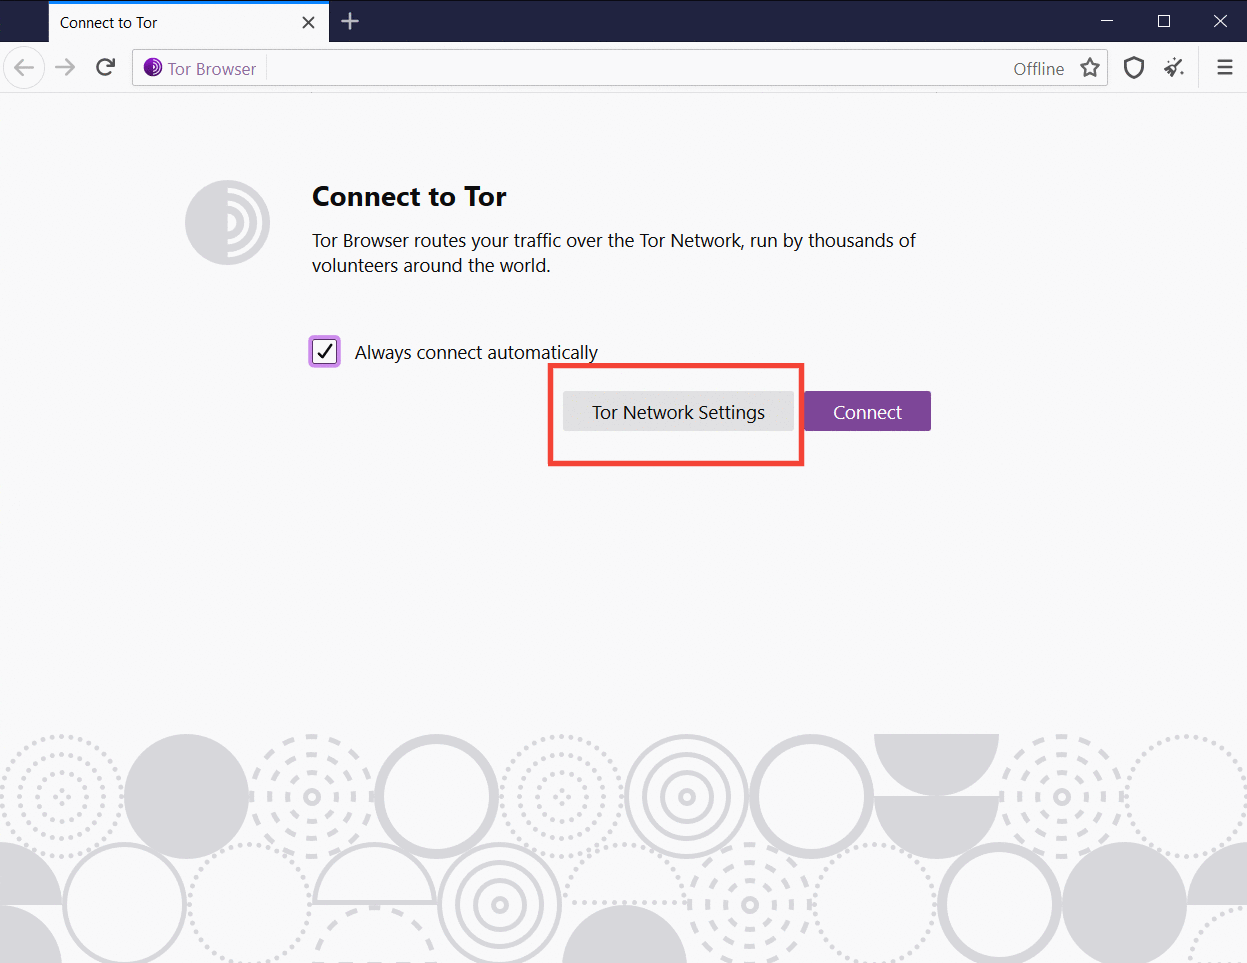 Connect to Tor
Tor Browser
Offline
Connect to Tor
Tor Browser routes your traffic over the Tor Network, run by thousands of
volunteers around the world.
Always connect automatically
Tor Network Settings
Connect